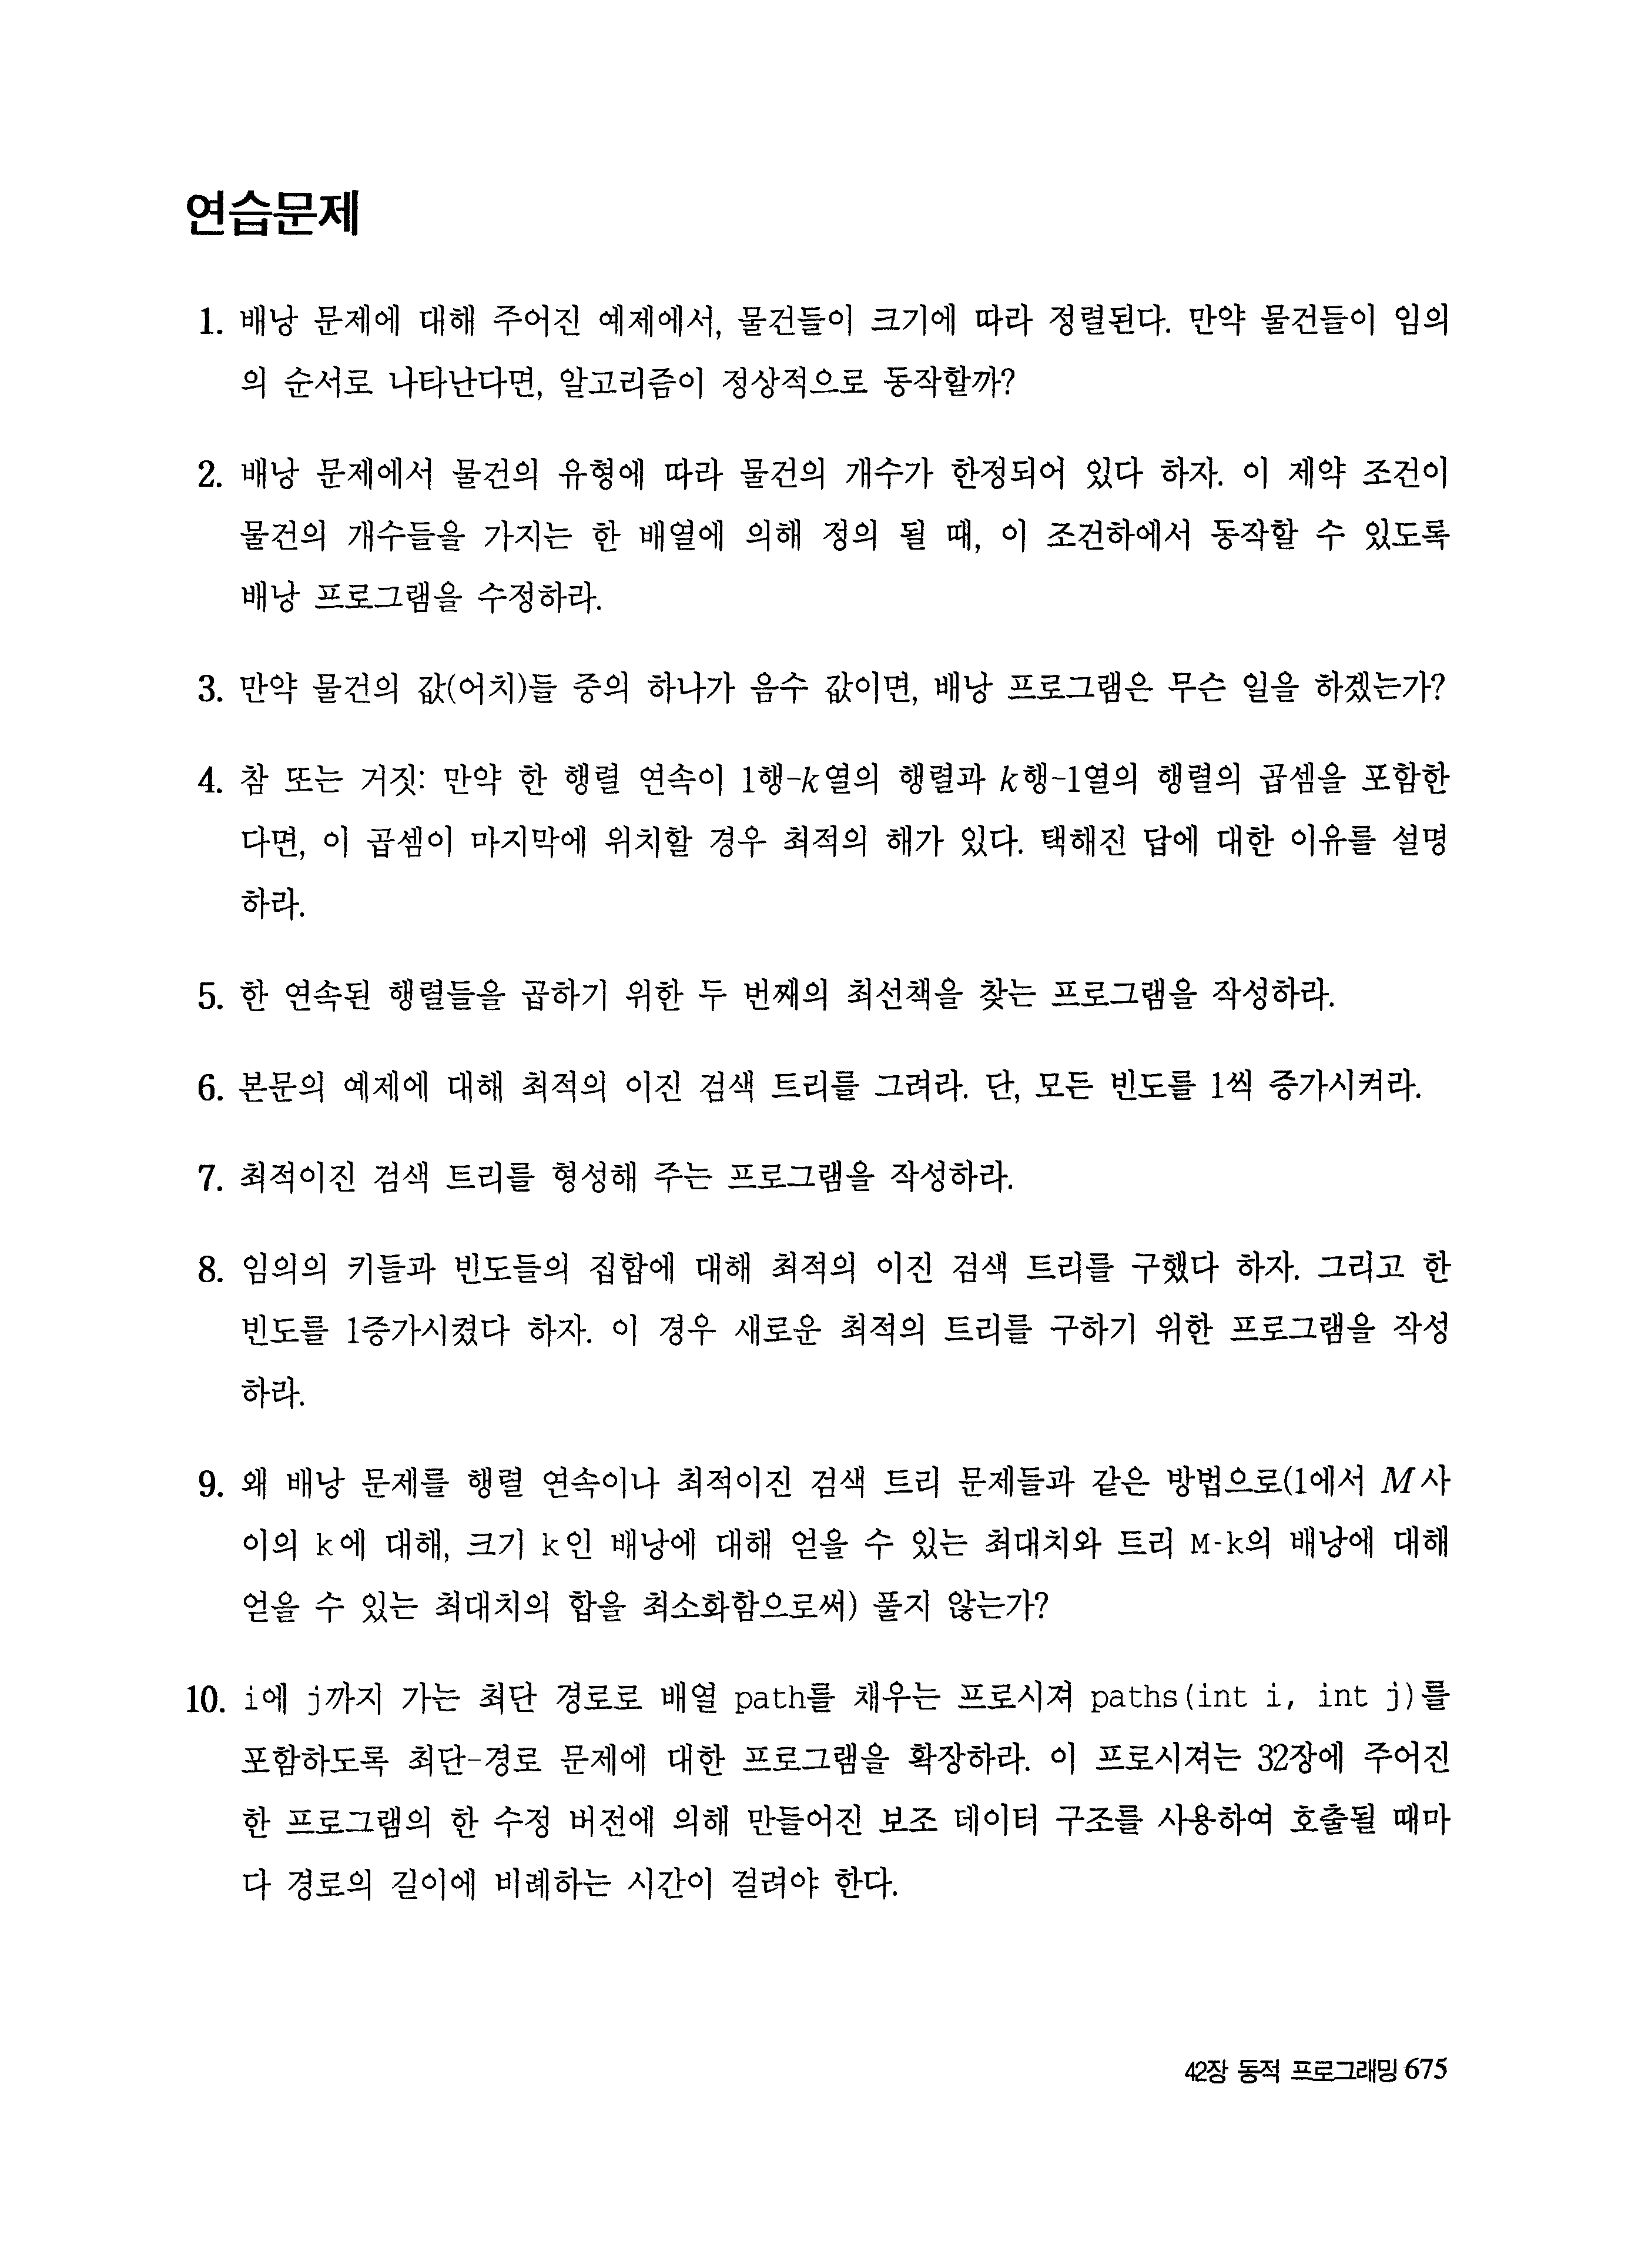 연습문제
1. 배낭 문제에 대해 주어진 예제에서, 물건들이 크기에 따라 정렬된다. 만약 물건들이 임의
의 순서로 나타난다면, 알고리즘이 정상적으로 동작할까?
2. 배낭 문제에서 물건의 유형에 따라 물건의 개수가 한정되어 있다 하자. 이 제약 조건이
물건의 개수들을 가지는 한 배열에 의해 정의 될 때, 이 조건하에서 동작할 수 있도록
배낭 프로그램을 수정하라.
3. 만약 물건의 값(어치)들 중의 하나가 음수 값이면, 배낭 프로그램은 무슨 일을 하겠는가?
4. 참 또는 거짓: 만약 한 행렬 연속이 1행-k열의 행렬과 k행-1열의 행렬의 곱셈을 포함한
다면, 이 곱셈이 마지막에 위치할 경우 최적의 해가 있다. 택해진 답에 대한 이유를 설명
하라.
5. 한 연속된 행렬들을 곱하기 위한 두 번째의 최선책을 찾는 프로그램을 작성하라.
6. 본문의 예제에 대해 최적의 이진 검색 트리를 그려라. 단, 모든 빈도를 1씩 증가시켜라.
7. 최적이진 검색 트리를 형성해 주는 프로그램을 작성하라.
8. 임의의 키들과 빈도들의 집합에 대해 최적의 이진 검색 트리를 구했다 하자. 그리고 한
빈도를 1증가시켰다 하자. 이 경우 새로운 최적의 트리를 구하기 위한 프로그램을 작성
하라.
9. 왜 배낭 문제를 행렬 연속이나 최적이진 검색 트리 문제들과 같은 방법으로(1에서 M사
이의 k에 대해, 크기 k인 배낭에 대해 얻을 수 있는 최대치와 트리 M-k의 배낭에 대해
얻을 수 있는 최대치의 합을 최소화함으로써) 풀지 않는가?
10. i에 j까지 가는 최단 경로로 배열 path를 채우는 프로시져 paths(int i, int j)를
포함하도록 최단-경로 문제에 대한 프로그램을 확장하라. 이 프로시져는 32장에 주어진
한 프로그램의 한 수정 버전에 의해 만들어진 보조 데이터 구조를 사용하여 호출될 때마
다 경로의 길이에 비례하는 시간이 걸려야 한다.
42장 동적 프로그래밍 675